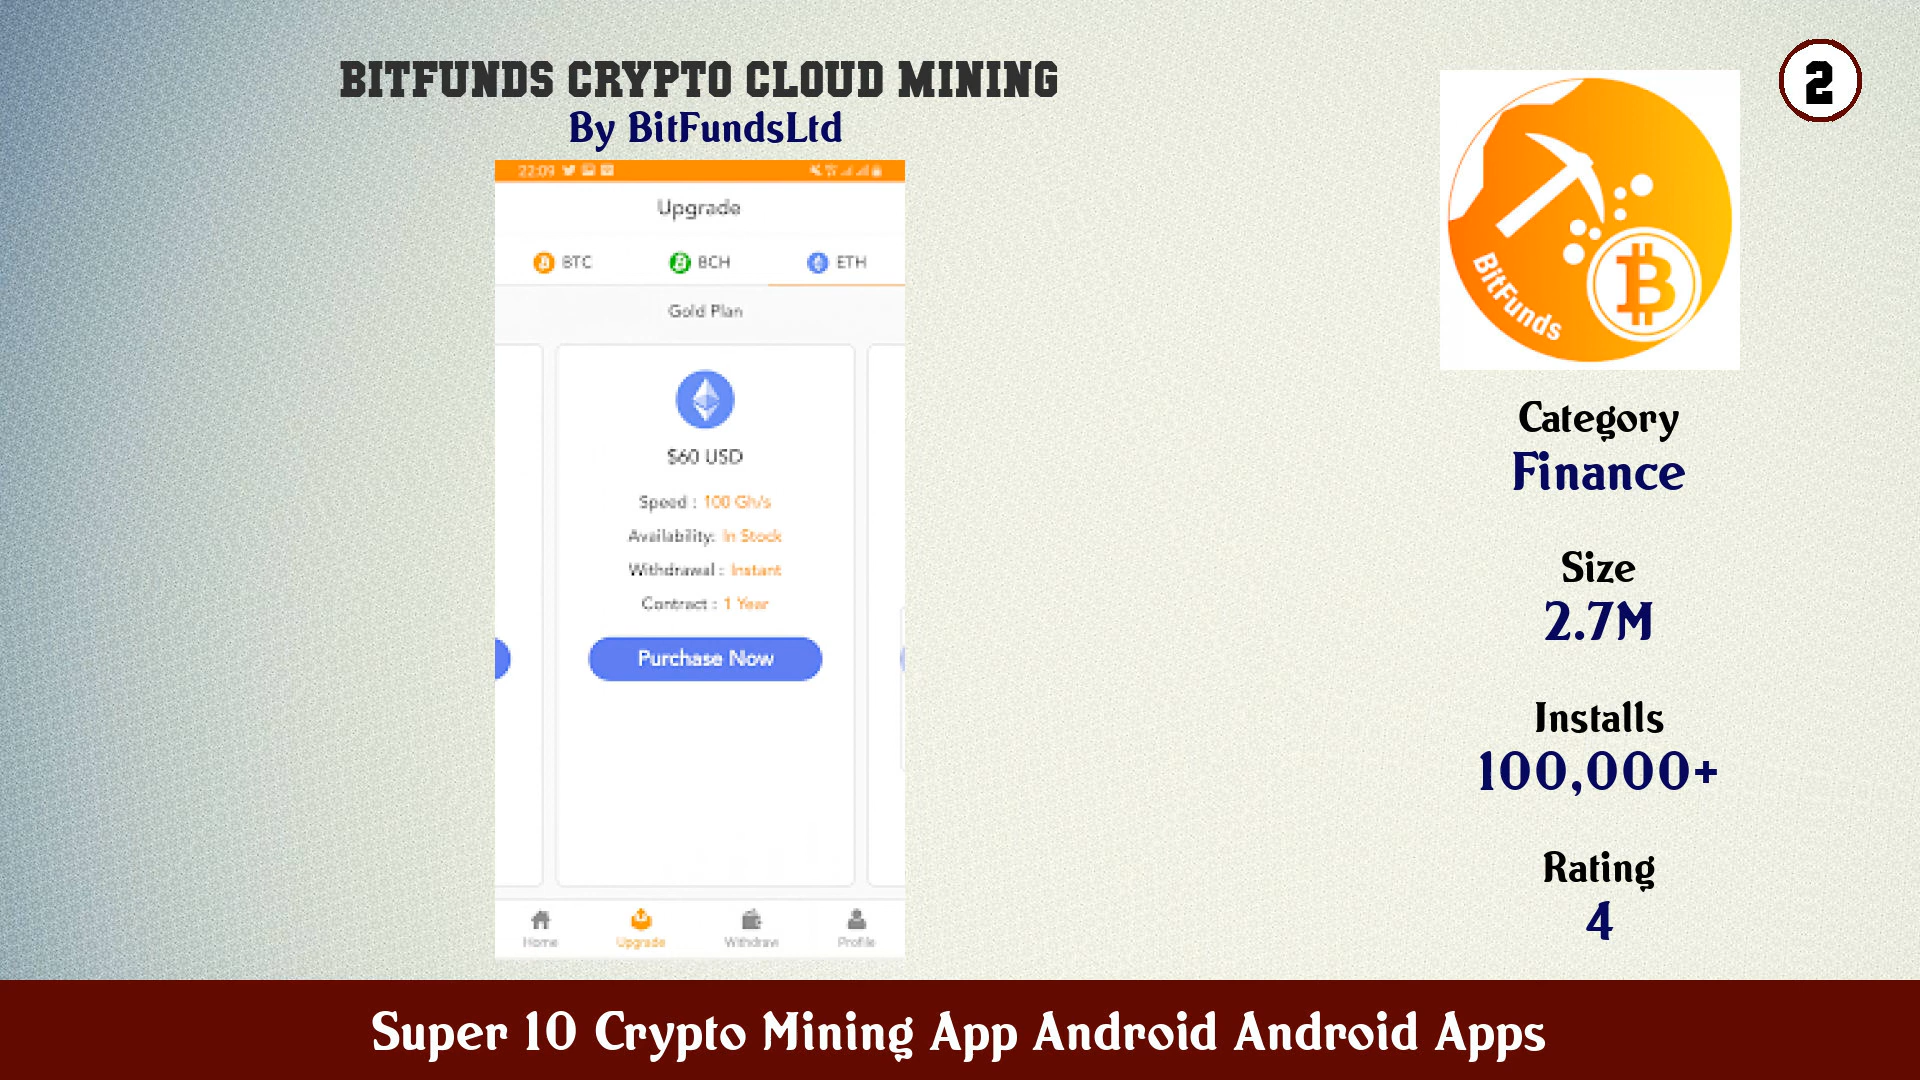 BITFUNDS CRYPTO CLOUD MINING
By BitFundsLtd
2
22:09
Upgrade
BTC BCH ETH
Gold Plan
$60 USD
Speed : 100 Gh/s
Availability: In Stock
Withdrawal : Instant
Contract : 1 Year
Purchase Now
Home Upgrade Withdraw Profile
BitFunds
Category
Finance
Size
2.7M
Installs
100,000+
Rating
4
Super 10 Crypto Mining App Android Android Apps